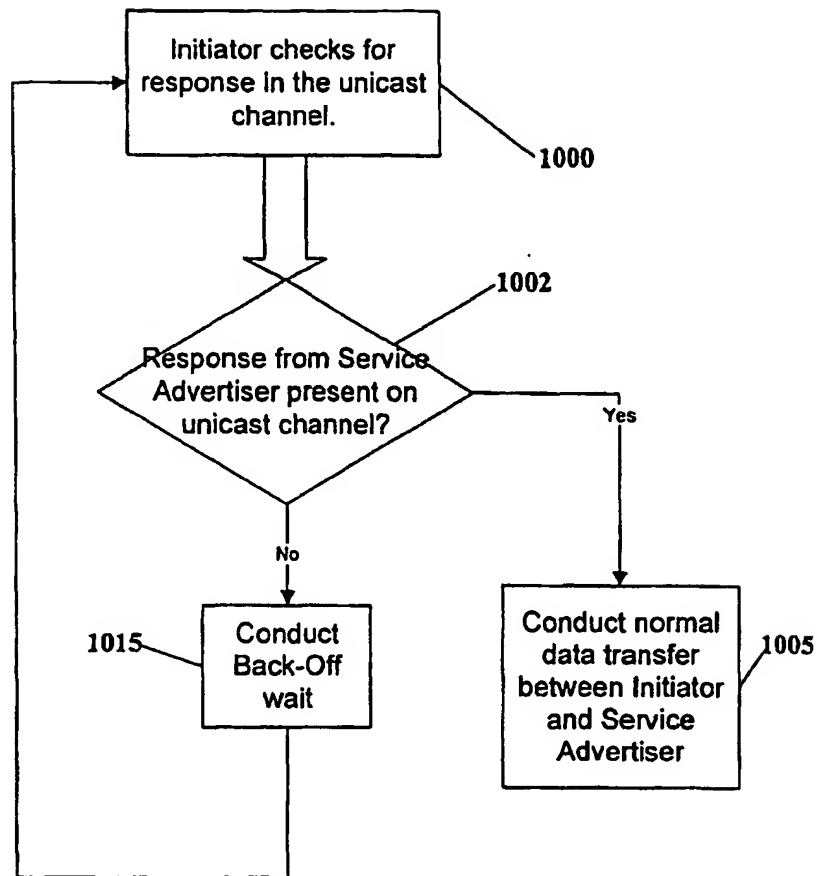 Initiator checks for
response in the unicast
channel.
1000
1002
Response from Service
Advertiser present on
unicast channel?
Yes
No
1015
Conduct
Back-Off
wait
Conduct normal
data transfer
between Initiator
and Service
Advertiser
1005